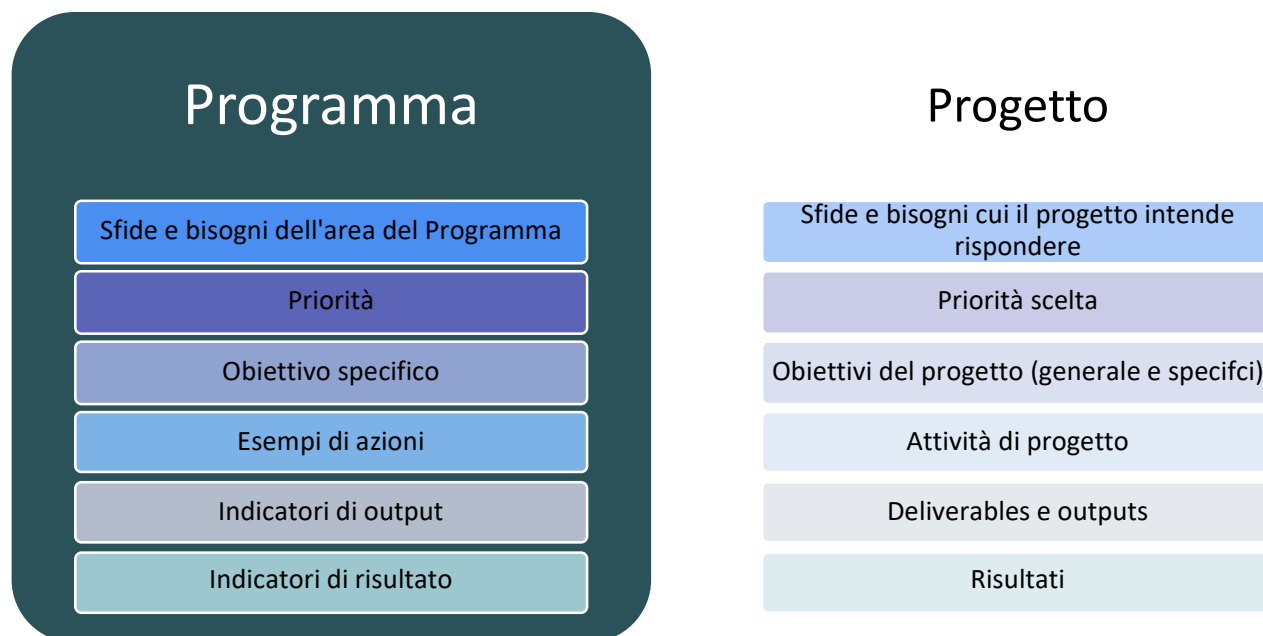 Programma
Sfide e bisogni dell'area del Programma
Priorità
Obiettivo specifico
Esempi di azioni
Indicatori di output
Indicatori di risultato
Progetto
Sfide e bisogni cui il progetto intende
rispondere
Priorità scelta
Obiettivi del progetto (generale e specifci)
Attività di progetto
Deliverables e outputs
Risultati